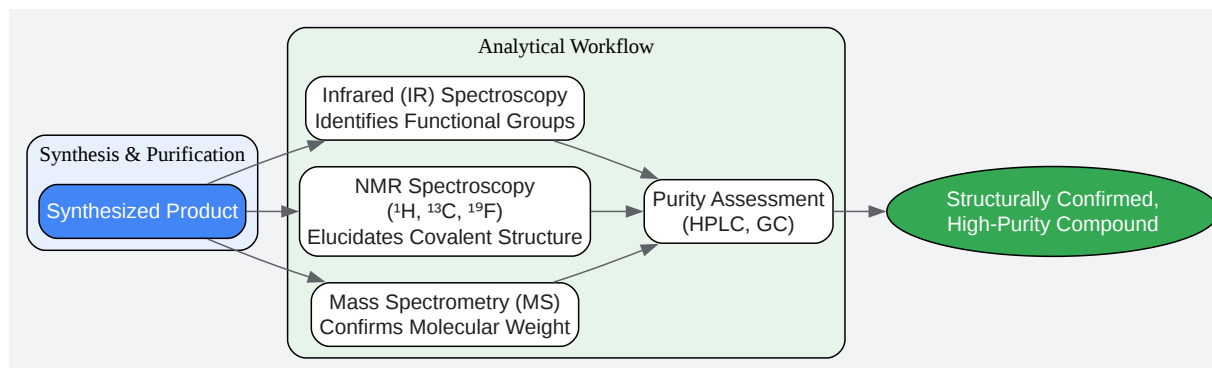 Analytical Workflow
Synthesis & Purification
Synthesized Product
Infrared (IR) Spectroscopy
Identifies Functional Groups
NMR Spectroscopy
(¹H, ¹³C, ¹⁹F)
Elucidates Covalent Structure
Mass Spectrometry (MS)
Confirms Molecular Weight
Purity Assessment
(HPLC, GC)
Structurally Confirmed,
High-Purity Compound